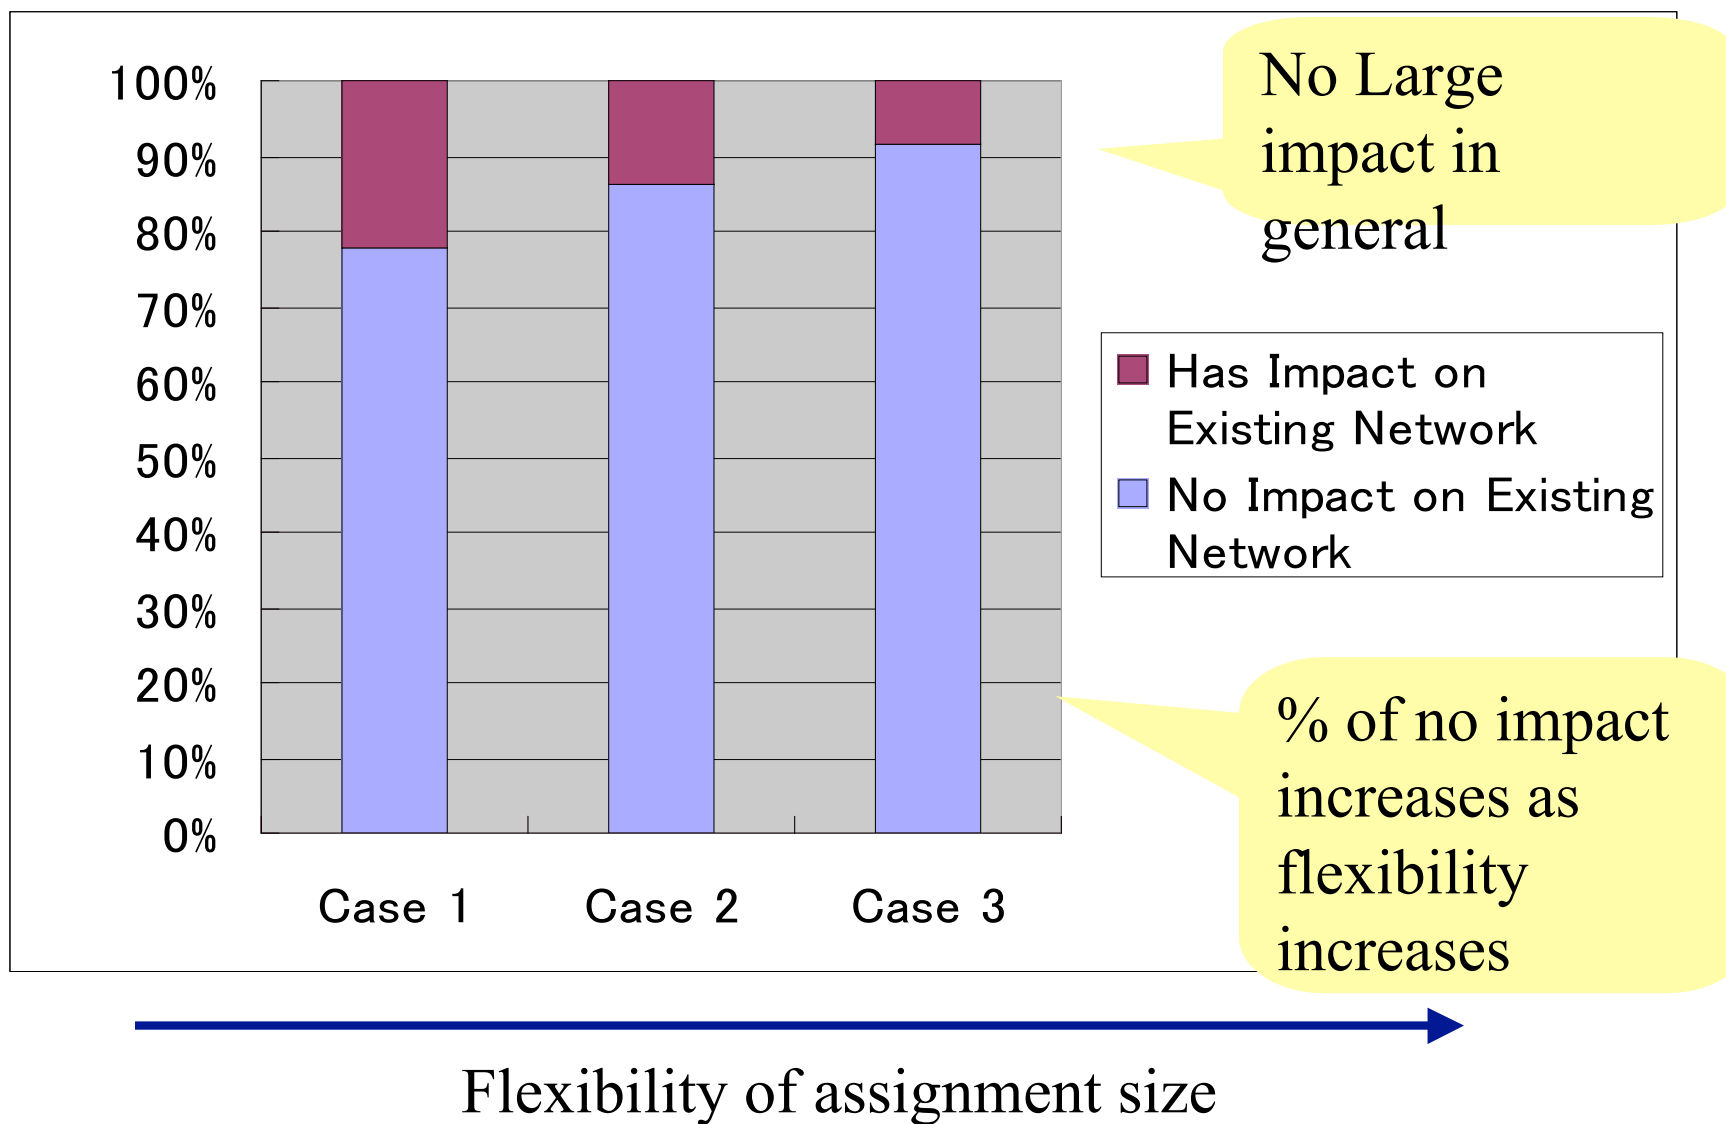 100%
90%
80%
70%
60%
50%
40%
30%
20%
10%
0%
Case 1
Case 2
Case 3
No Large
impact in
general
Has Impact on
Existing Network
No Impact on Existing
Network
% of no impact
increases as
flexibility
increases
Flexibility of assignment size